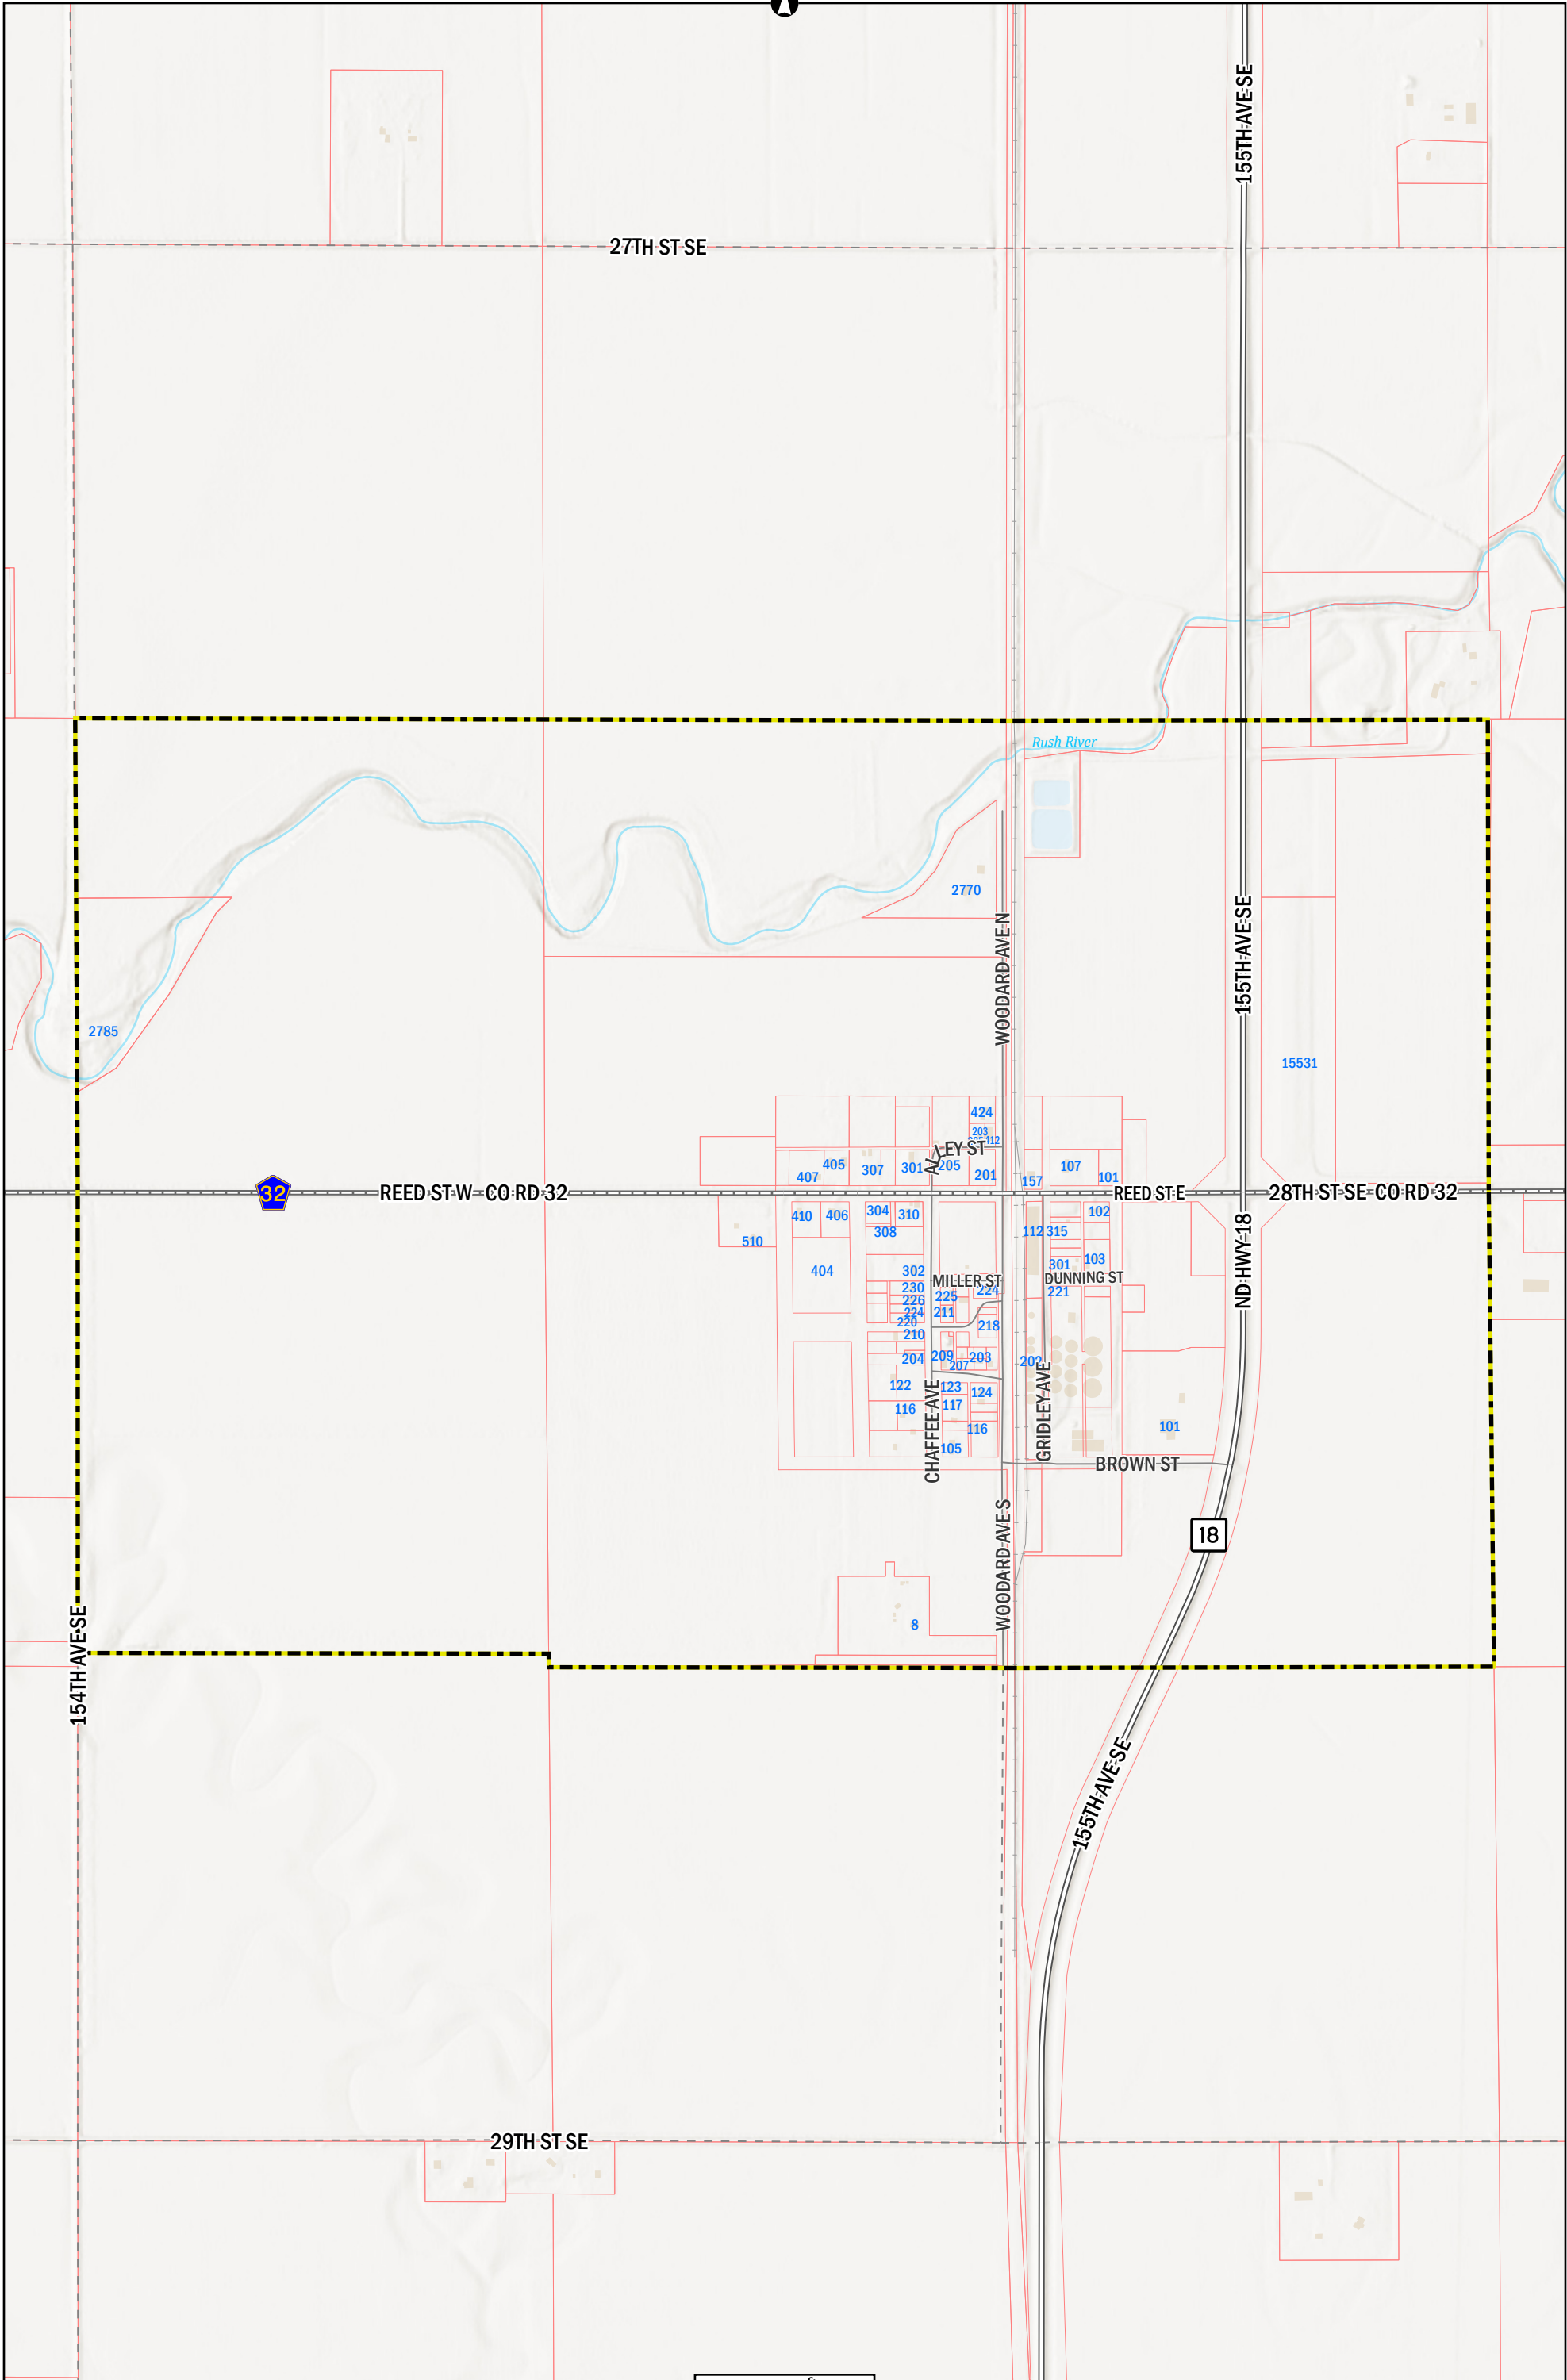 155TH AVE SE
27TH ST SE
Rush River
2770
WOODARD AVE N
155TH AVE SE
2785
15531
424
203
412
ALLEY ST
405
307
301
205
201
107
101
407
157
32
REED ST W CO RD 32
REED ST E
28TH ST SE CO RD 32
410
406
304
310
102
308
112
315
510
ND HWY 18
404
302
301
103
MILLER ST
DUNNING ST
230
225
224
221
226
224
211
220
218
210
204
209
207
203
202
122
123
124
116
117
116
105
CHAFFEE AVE
GRIDLEY AVE
101
BROWN ST
WOODARD AVE S
18
8
154TH AVE SE
155TH AVE SE
29TH ST SE